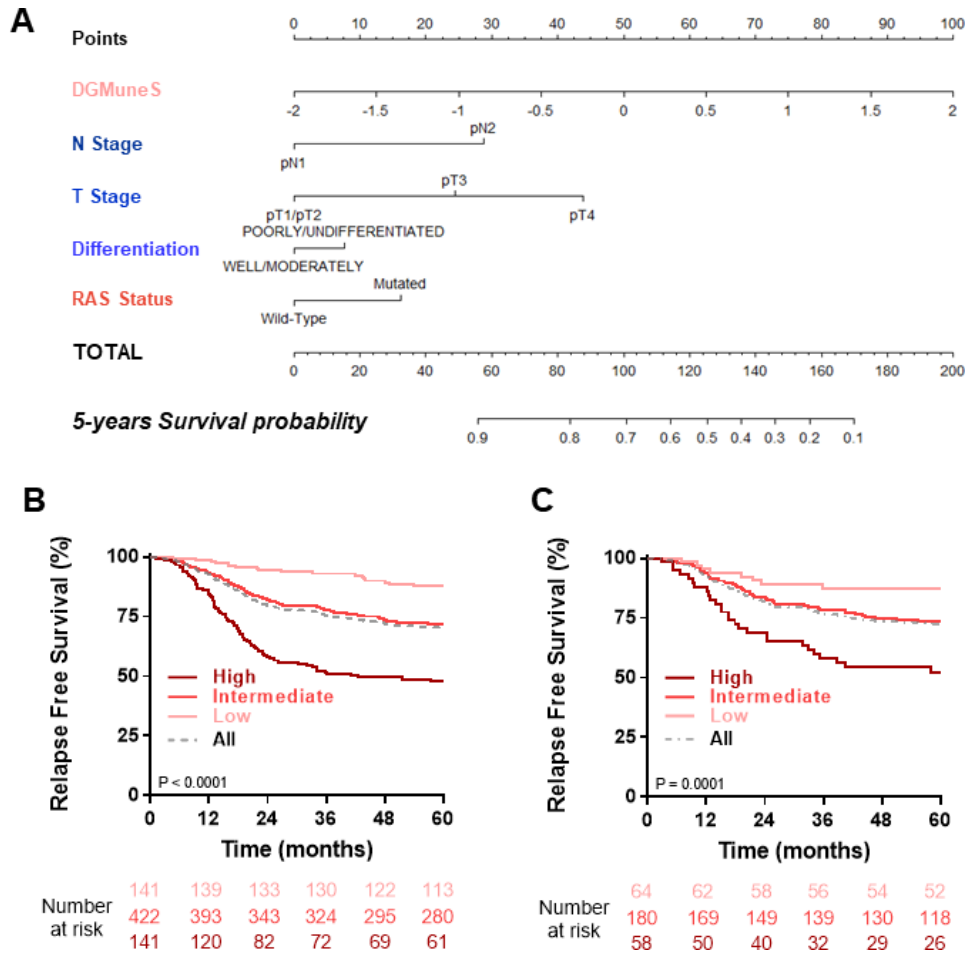 A
Points
0 10 20 30 40 50 60 70 80 90 100
DGMuneS
-2 -1.5 -1 -0.5 0 0.5 1 1.5 2
N Stage
pN2
pN1
T Stage
pT3
pT1/pT2 pT4
POORLY/UNDIFFERENTIATED
Differentiation
WELL/MODERATELY
RAS Status
Mutated
Wild-Type
TOTAL
0 20 40 60 80 100 120 140 160 180 200
5-years Survival probability
0.9 0.8 0.7 0.6 0.5 0.4 0.3 0.2 0.1
B
Relapse Free Survival (%)
100
75
50
25
0
High
Intermediate
Low
All
P < 0.0001
0 12 24 36 48 60
Time (months)
Number
at risk
141 139 133 130 122 113
422 393 343 324 295 280
141 120 82 72 69 61
C
Relapse Free Survival (%)
100
75
50
25
0
High
Intermediate
Low
All
P = 0.0001
0 12 24 36 48 60
Time (months)
Number
at risk
64 62 58 56 54 52
180 169 149 139 130 118
58 50 40 32 29 26